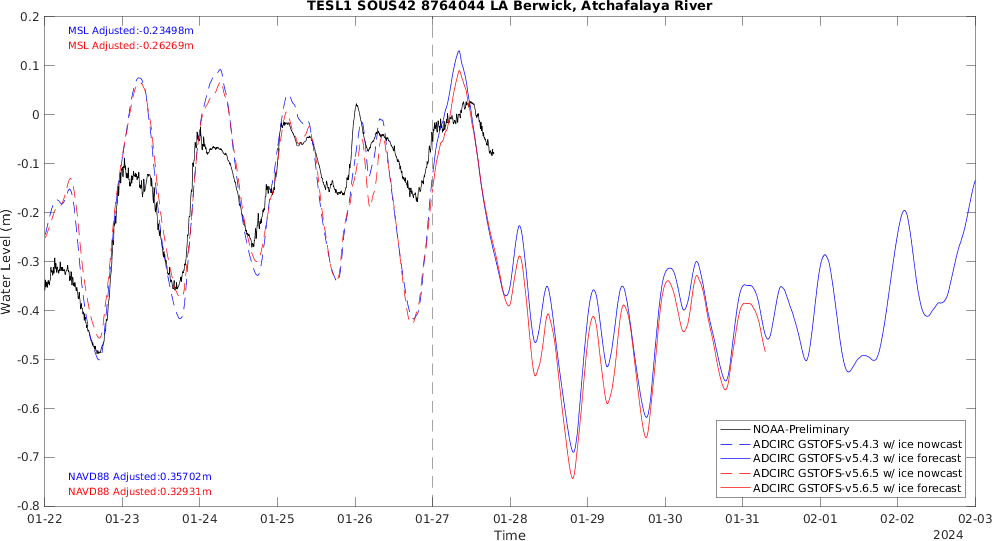 TESL1 SOUS42 8764044 LA Berwick, Atchafalaya River
MSL Adjusted:-0.23498m
MSL Adjusted:-0.26269m
0.2
0.1
0
-0.1
-0.2
-0.3
-0.4
-0.5
-0.6
-0.7
-0.8
Water Level (m)
NAVD88 Adjusted:0.35702m
NAVD88 Adjusted:0.32931m
NOAA-Preliminary
ADCIRC GSTOFS-v5.4.3 w/ ice nowcast
ADCIRC GSTOFS-v5.4.3 w/ ice forecast
ADCIRC GSTOFS-v5.6.5 w/ ice nowcast
ADCIRC GSTOFS-v5.6.5 w/ ice forecast
01-22 01-23 01-24 01-25 01-26 01-27 01-28 01-29 01-30 01-31 02-01 02-02 02-03
Time
2024